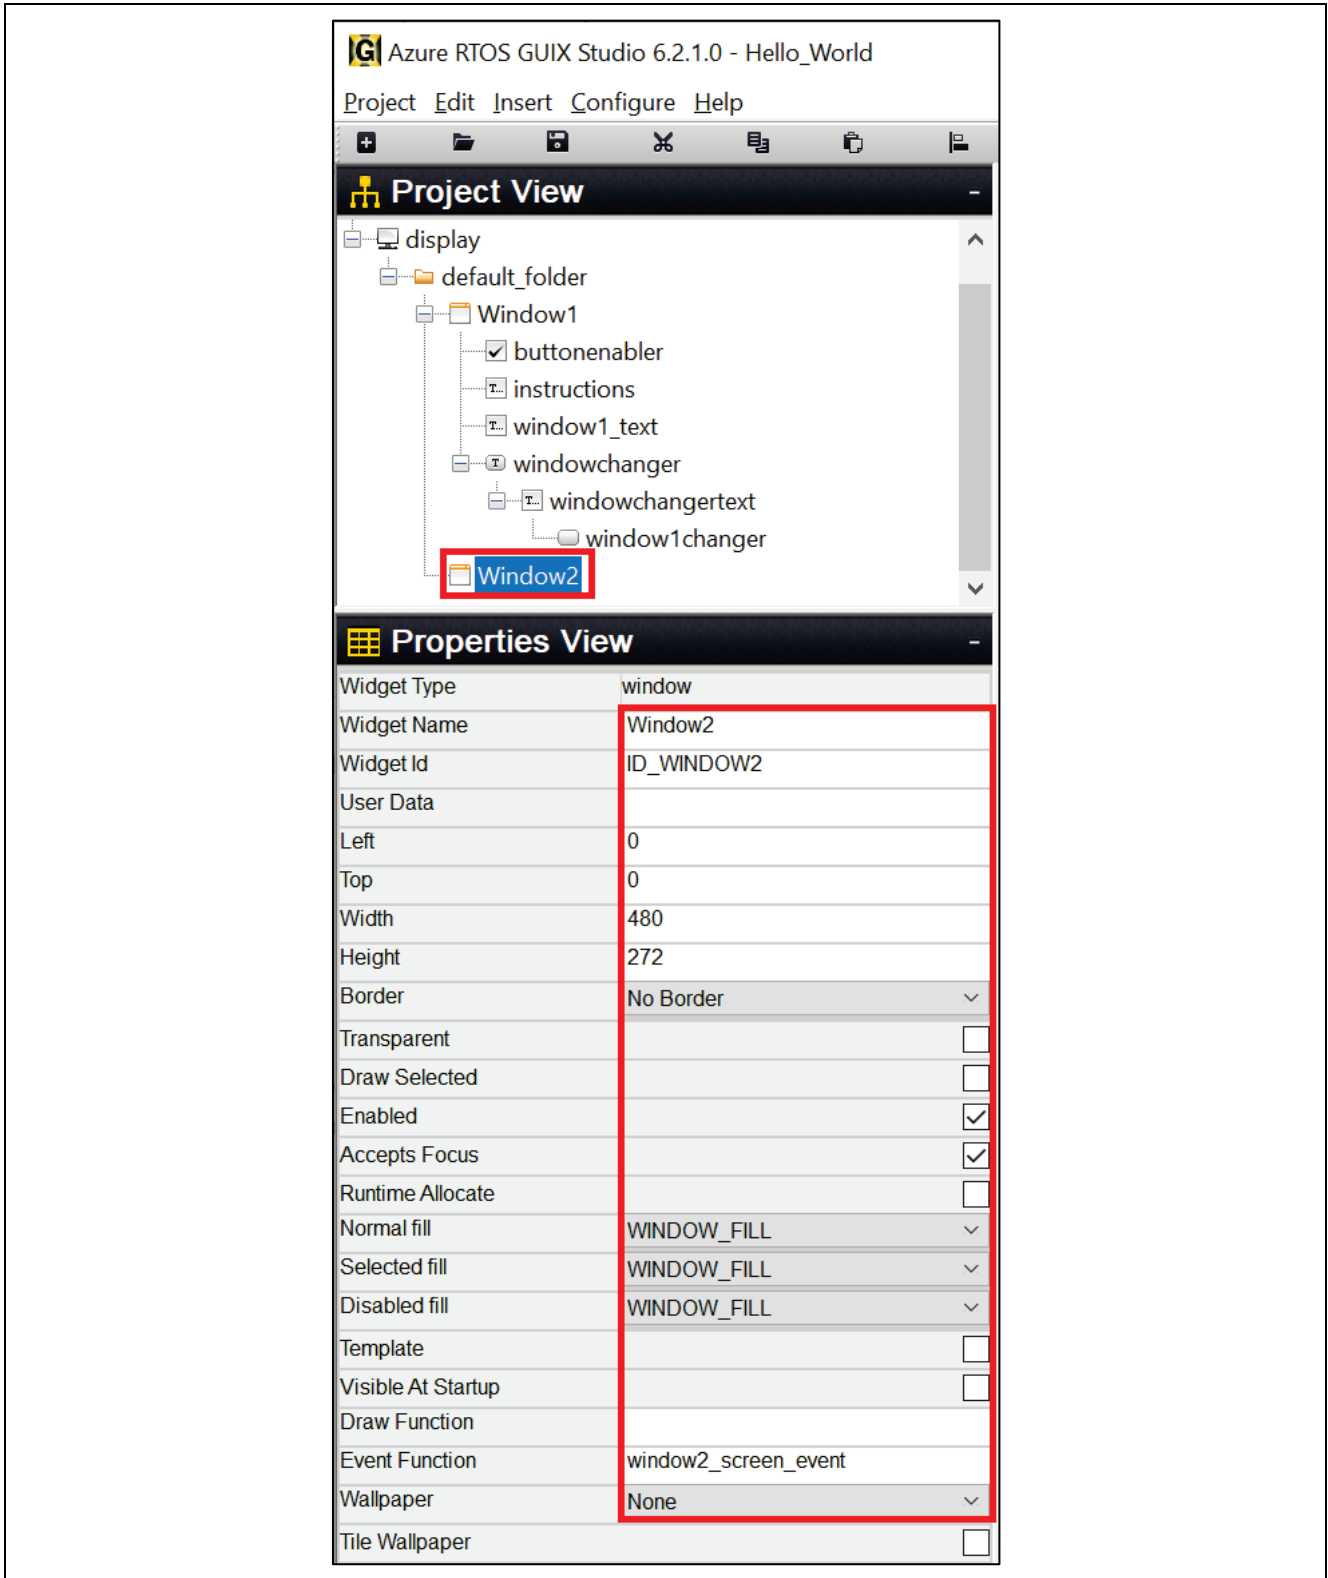 Azure RTOS GUIX Studio 6.2.1.0 - Hello_World
Project Edit Insert Configure Help
Project View
display
default_folder
Window1
buttonenabler
T... instructions
T... window1_text
T windowchanger
T... windowchangertext
window1changer
Window2
Properties View
Widget Type window
Widget Name Window2
Widget Id ID_WINDOW2
User Data
Left 0
Top 0
Width 480
Height 272
Border No Border
Transparent
Draw Selected
Enabled
Accepts Focus
Runtime Allocate
Normal fill WINDOW_FILL
Selected fill WINDOW_FILL
Disabled fill WINDOW_FILL
Template
Visible At Startup
Draw Function
Event Function window2_screen_event
Wallpaper None
Tile Wallpaper